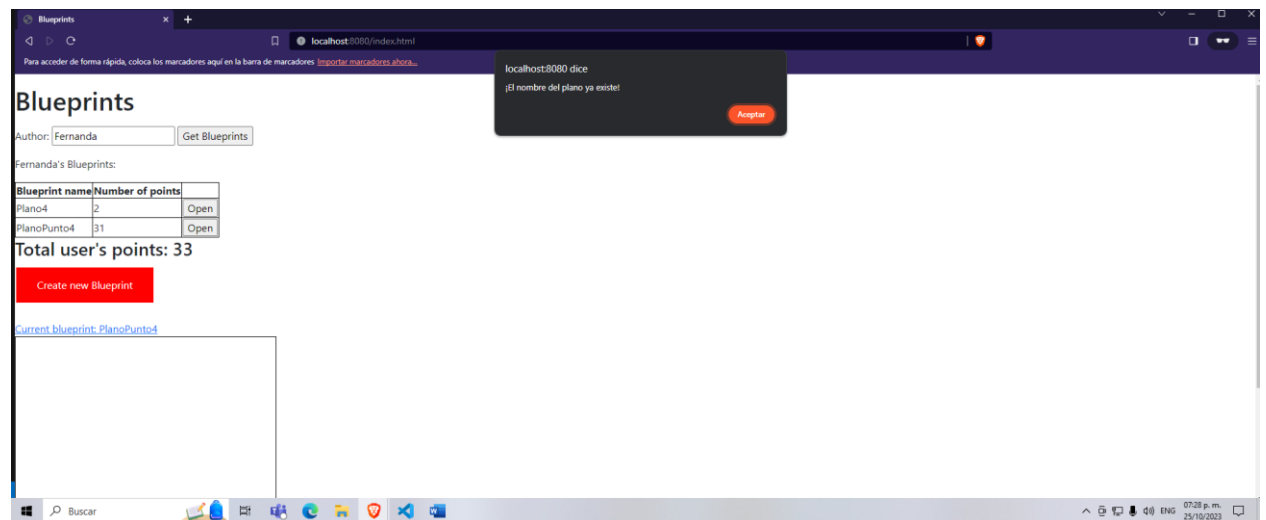 Blueprints
localhost:8080/index.html
Para acceder de forma rápida, coloca los marcadores aquí en la barra de marcadores Importar marcadores ahora...
localhost:8080 dice
¡El nombre del plano ya existe!
Aceptar
Blueprints
Author: Fernanda Get Blueprints
Fernanda's Blueprints:
Blueprint name Number of points
Plano4 2 Open
PlanoPunto4 31 Open
Total user's points: 33
Create new Blueprint
Current blueprint: PlanoPunto4
Buscar
ENG
07:28 p. m.
25/10/2023